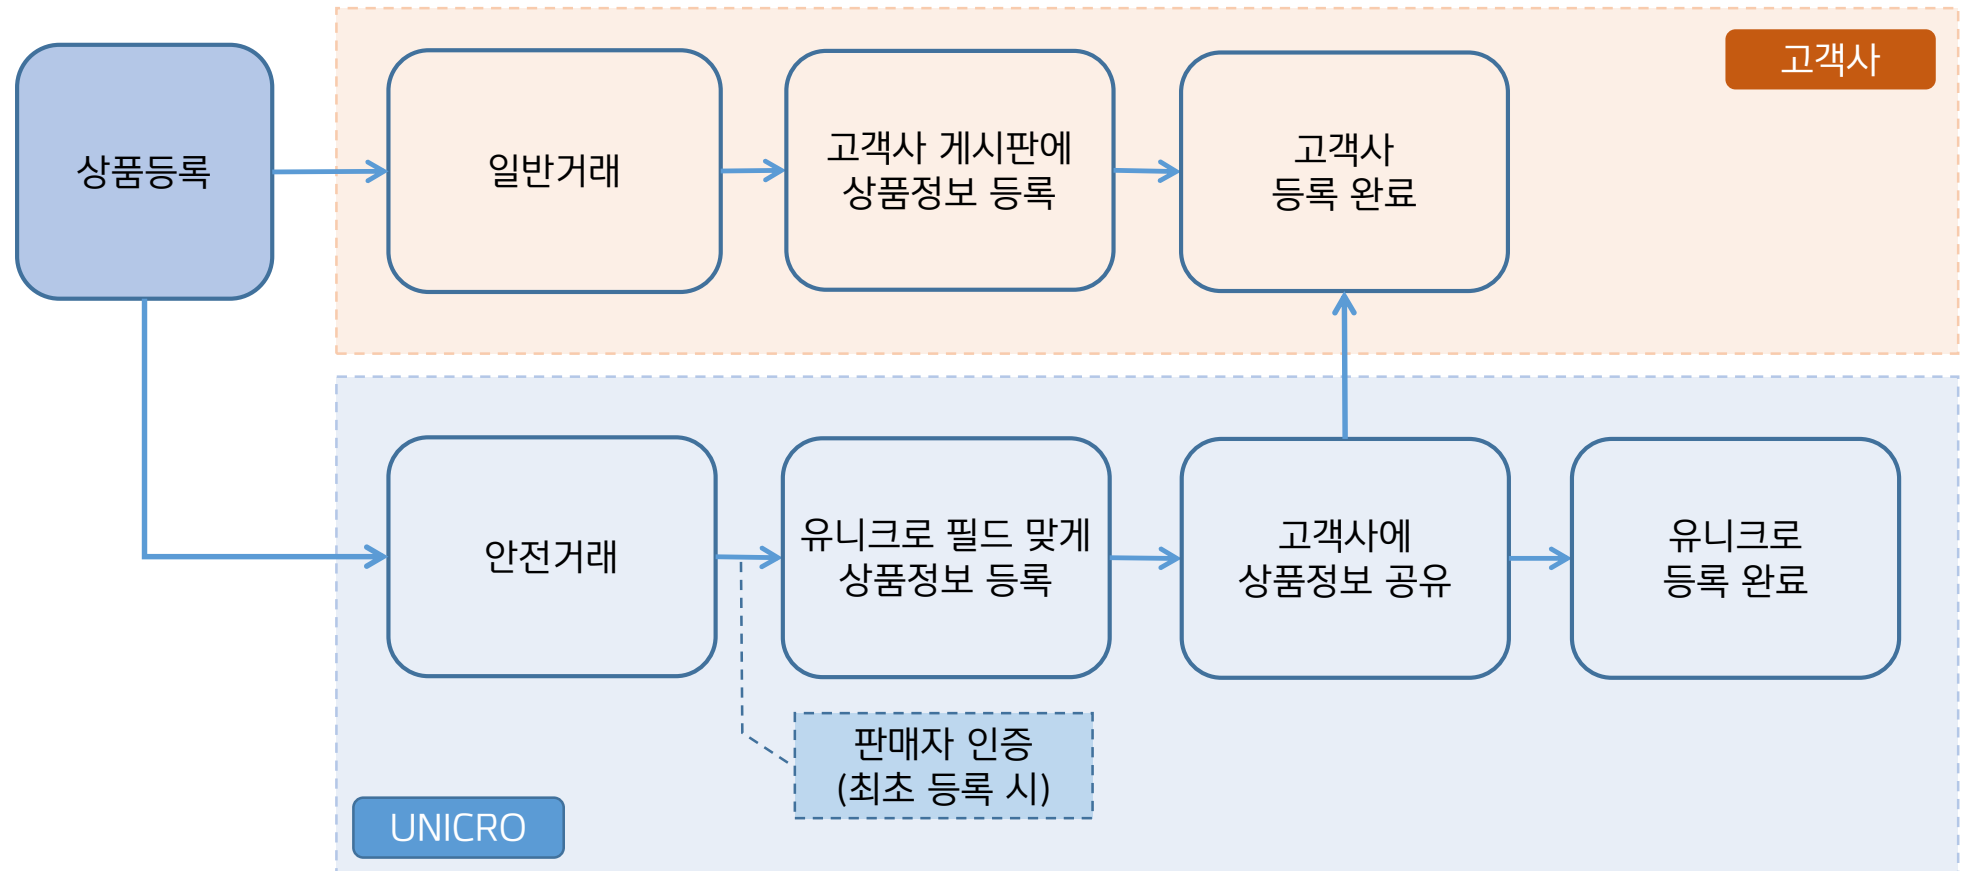 고객사
상품등록
일반거래
고객사 게시판에
상품정보 등록
고객사
등록 완료
안전거래
유니크로 필드 맞게
상품정보 등록
고객사에
상품정보 공유
유니크로
등록 완료
판매자 인증
(최초 등록 시)
UNICRO